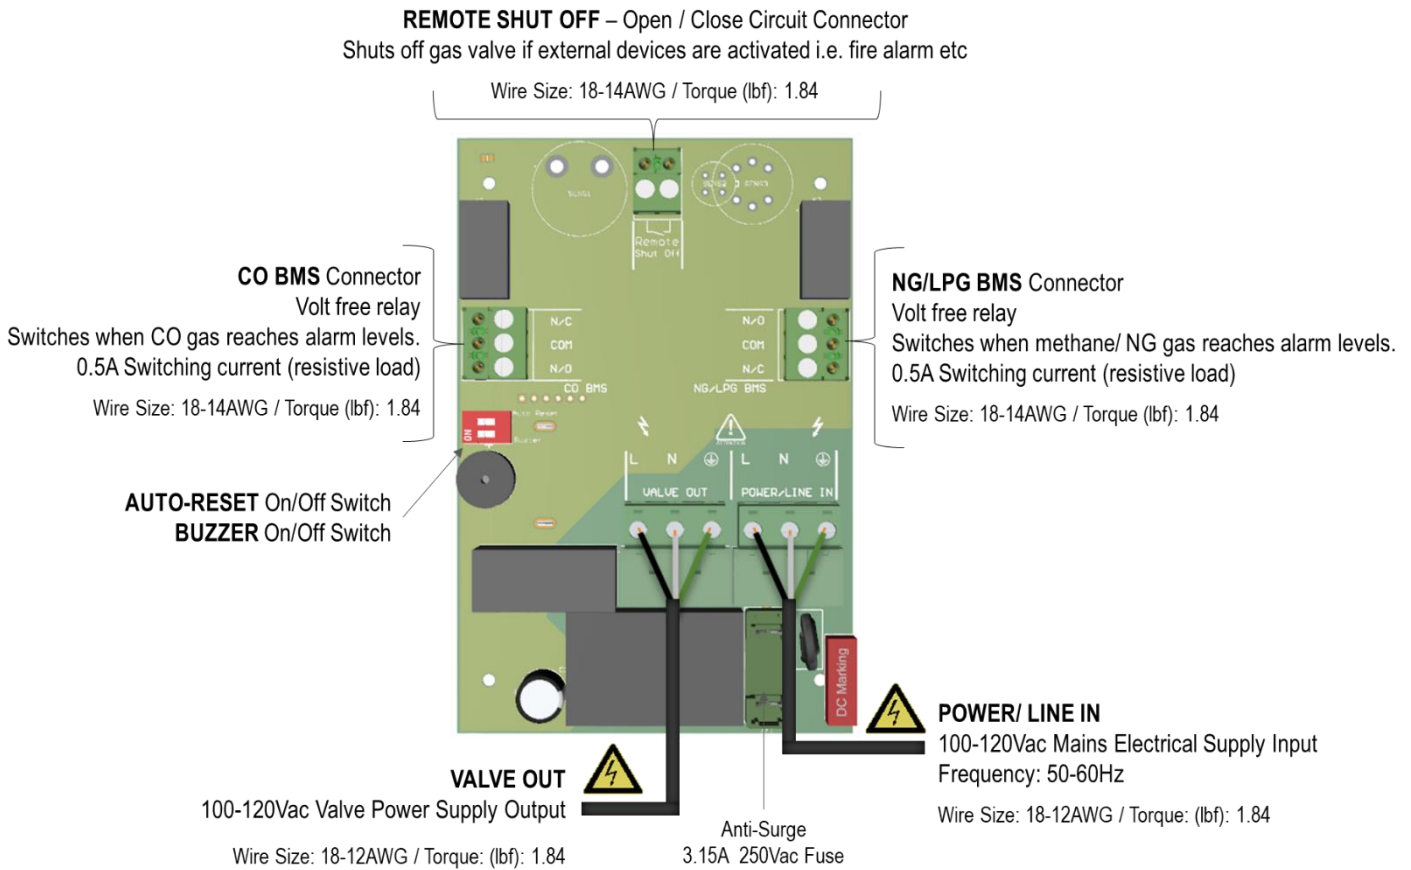 REMOTE SHUT OFF – Open / Close Circuit Connector
Shuts off gas valve if external devices are activated i.e. fire alarm etc
Wire Size: 18-14AWG / Torque (lbf): 1.84
SENS1
SENS2
Remote
Shut Off
CO BMS Connector
Volt free relay
Switches when CO gas reaches alarm levels.
0.5A Switching current (resistive load)
Wire Size: 18-14AWG / Torque (lbf): 1.84
N/C
COM
N/O
CO BMS
N/O
COM
N/C
NG/LPG BMS
NG/LPG BMS Connector
Volt free relay
Switches when methane/ NG gas reaches alarm levels.
0.5A Switching current (resistive load)
Wire Size: 18-14AWG / Torque (lbf): 1.84
Auto Reset
ON
Buzzer
AUTO-RESET On/Off Switch
BUZZER On/Off Switch
L N
VALVE OUT
L N
POWER/LINE IN
DC Marking
POWER/ LINE IN
100-120Vac Mains Electrical Supply Input
Frequency: 50-60Hz
Wire Size: 18-12AWG / Torque: (lbf): 1.84
VALVE OUT
100-120Vac Valve Power Supply Output
Wire Size: 18-12AWG / Torque: (lbf): 1.84
Anti-Surge
3.15A 250Vac Fuse